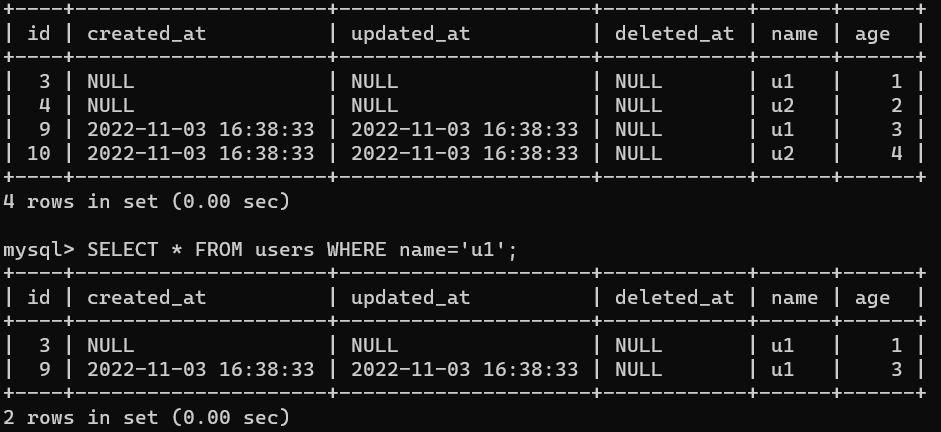 +----+---------------------+---------------------+------------+------+------+
| id | created_at          | updated_at          | deleted_at | name | age  |
+----+---------------------+---------------------+------------+------+------+
|  3 | NULL                | NULL                | NULL       | u1   |    1 |
|  4 | NULL                | NULL                | NULL       | u2   |    2 |
|  9 | 2022-11-03 16:38:33 | 2022-11-03 16:38:33 | NULL       | u1   |    3 |
| 10 | 2022-11-03 16:38:33 | 2022-11-03 16:38:33 | NULL       | u2   |    4 |
+----+---------------------+---------------------+------------+------+------+
4 rows in set (0.00 sec)

mysql> SELECT * FROM users WHERE name='u1';
+----+---------------------+---------------------+------------+------+------+
| id | created_at          | updated_at          | deleted_at | name | age  |
+----+---------------------+---------------------+------------+------+------+
|  3 | NULL                | NULL                | NULL       | u1   |    1 |
|  9 | 2022-11-03 16:38:33 | 2022-11-03 16:38:33 | NULL       | u1   |    3 |
+----+---------------------+---------------------+------------+------+------+
2 rows in set (0.00 sec)